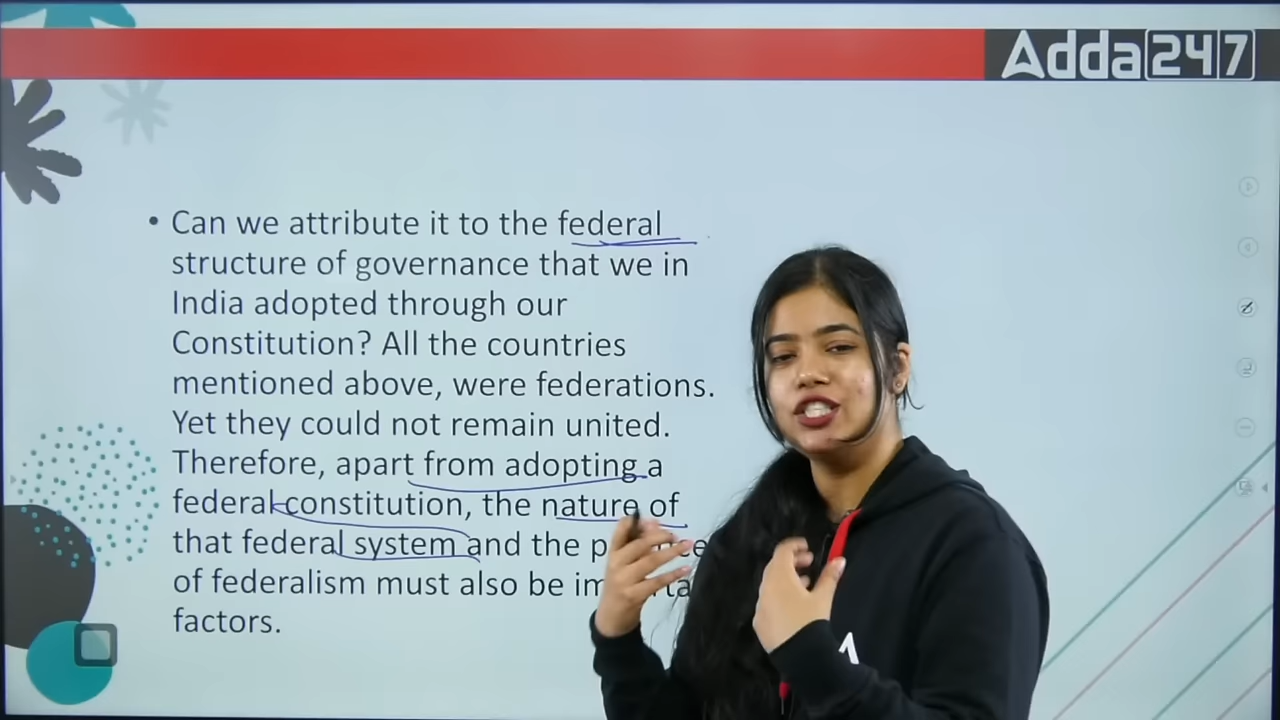 Adda247
• Can we attribute it to the federal
structure of governance that we in
India adopted through our
Constitution? All the countries
mentioned above, were federations.
Yet they could not remain united.
Therefore, apart from adopting a
federal constitution, the nature of
that federal system and the
of federalism must also be
factors.